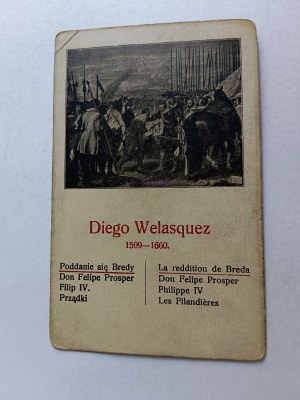 Diego Welasquez
1599—1660.
Poddanie się Bredy
Don Felipe Prosper
Filip IV.
Prządki
La reddition de Breda
Don Felipe Prosper
Philippe IV
Les Filandières